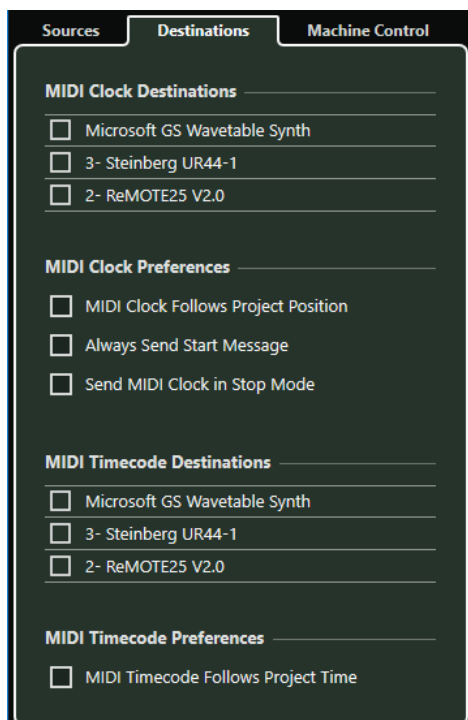 Sources Destinations Machine Control
MIDI Clock Destinations
Microsoft GS Wavetable Synth
3- Steinberg UR44-1
2- ReMOTE25 V2.0
MIDI Clock Preferences
MIDI Clock Follows Project Position
Always Send Start Message
Send MIDI Clock in Stop Mode
MIDI Timecode Destinations
Microsoft GS Wavetable Synth
3- Steinberg UR44-1
2- ReMOTE25 V2.0
MIDI Timecode Preferences
MIDI Timecode Follows Project Time